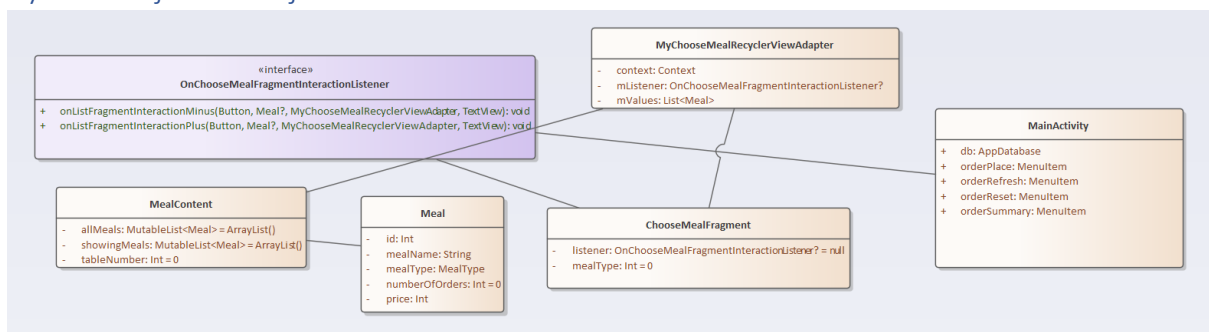 «interface»
OnChooseMealFragmentInteractionListener
+ onListFragmentInteractionMinus(Button, Meal?, MyChooseMealRecyclerViewAdapter, TextView): void
+ onListFragmentInteractionPlus(Button, Meal?, MyChooseMealRecyclerViewAdapter, TextView): void
MyChooseMealRecyclerViewAdapter
- context: Context
- mListener: OnChooseMealFragmentInteractionListener?
- mValues: List<Meal>
MainActivity
+ db: AppDatabase
+ orderPlace: MenuItem
+ orderRefresh: MenuItem
+ orderReset: MenuItem
+ orderSummary: MenuItem
MealContent
- allMeals: MutableList<Meal> = ArrayList()
- showingMeals: MutableList<Meal> = ArrayList()
- tableNumber: Int = 0
Meal
- id: Int
- mealName: String
- mealType: MealType
- numberOfOrders: Int = 0
- price: Int
ChooseMealFragment
- listener: OnChooseMealFragmentInteractionListener? = null
- mealType: Int = 0